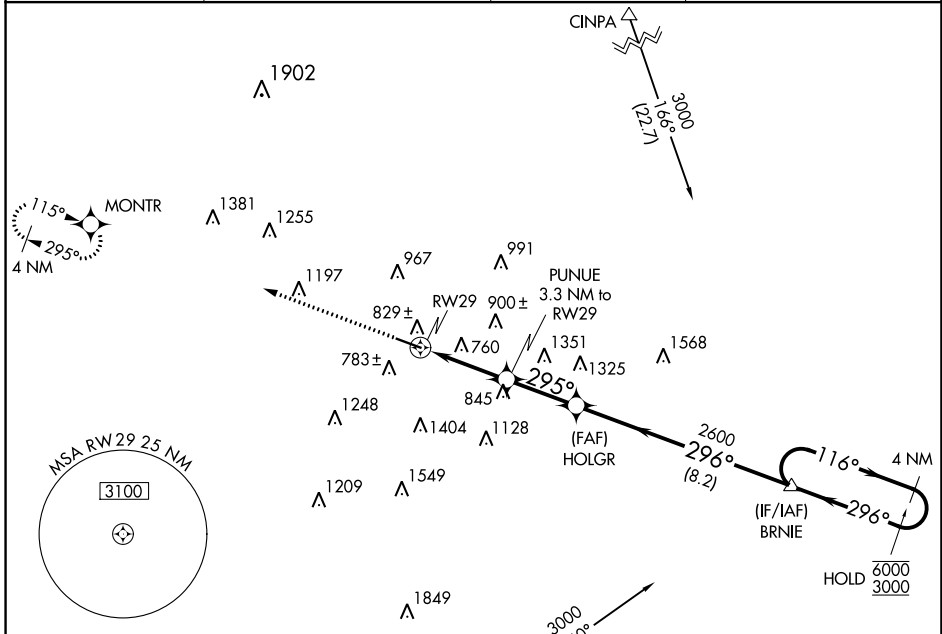 CINPA
1902
3000
166°
(22.7)
115°
MONTR
295°
4 NM
1381
1255
1197
967
991
PUNUE
3.3 NM to
RW29
829±
RW29
900±
760
1351
1325
1568
783±
845
295°
1248
1404
1128
(FAF)
HOLGR
2600
296°
(8.2)
116°
4 NM
(IF/IAF)
BRNIE
296°
HOLD 6000
3000
MSA RW29 25 NM
3100
1209
1549
1849
3000